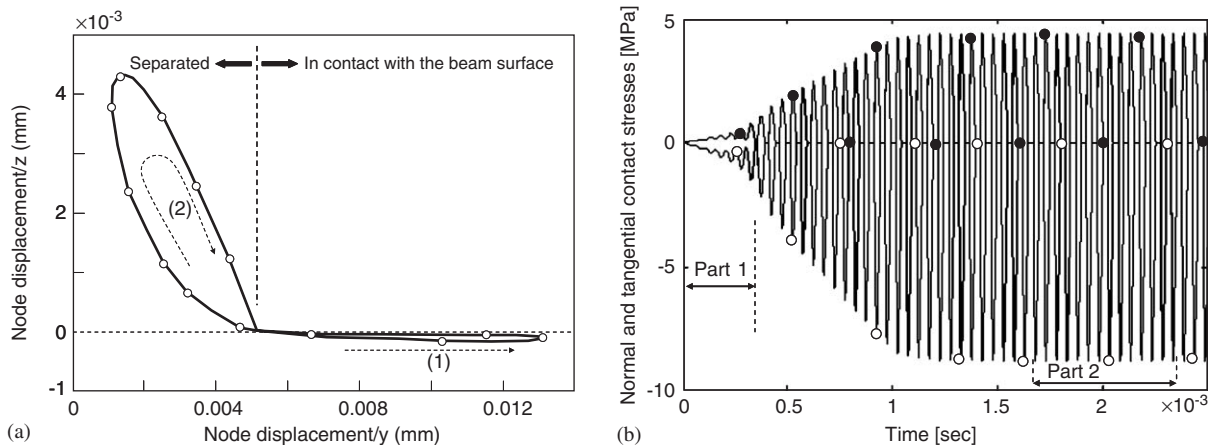 ×10⁻³
4
2
0
-1
Node displacement/z (mm)
Separated
In contact with the beam surface
(2)
(1)
0
0.004
0.008
0.012
Node displacement/y (mm)
(a)
Normal and tangential contact stresses [MPa]
5
0
-5
-10
Part 1
Part 2
0
0.5
1
1.5
2
×10⁻³
Time [sec]
(b)